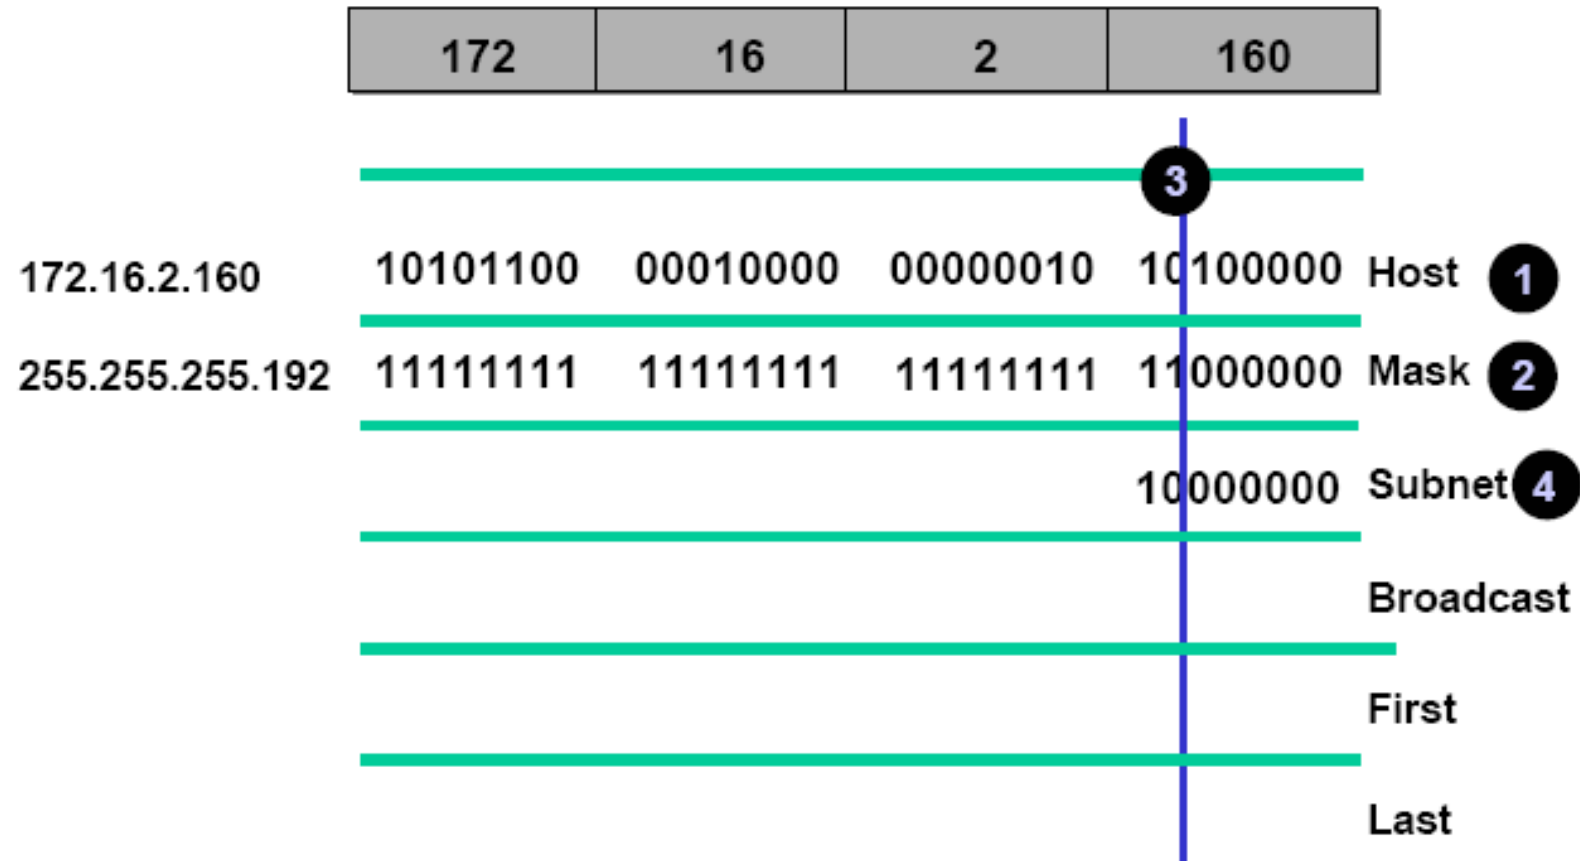 172 16 2 160
3
172.16.2.160 10101100 00010000 00000010 10100000 Host 1
255.255.255.192 11111111 11111111 11111111 11000000 Mask 2
10000000 Subnet 4
Broadcast
First
Last